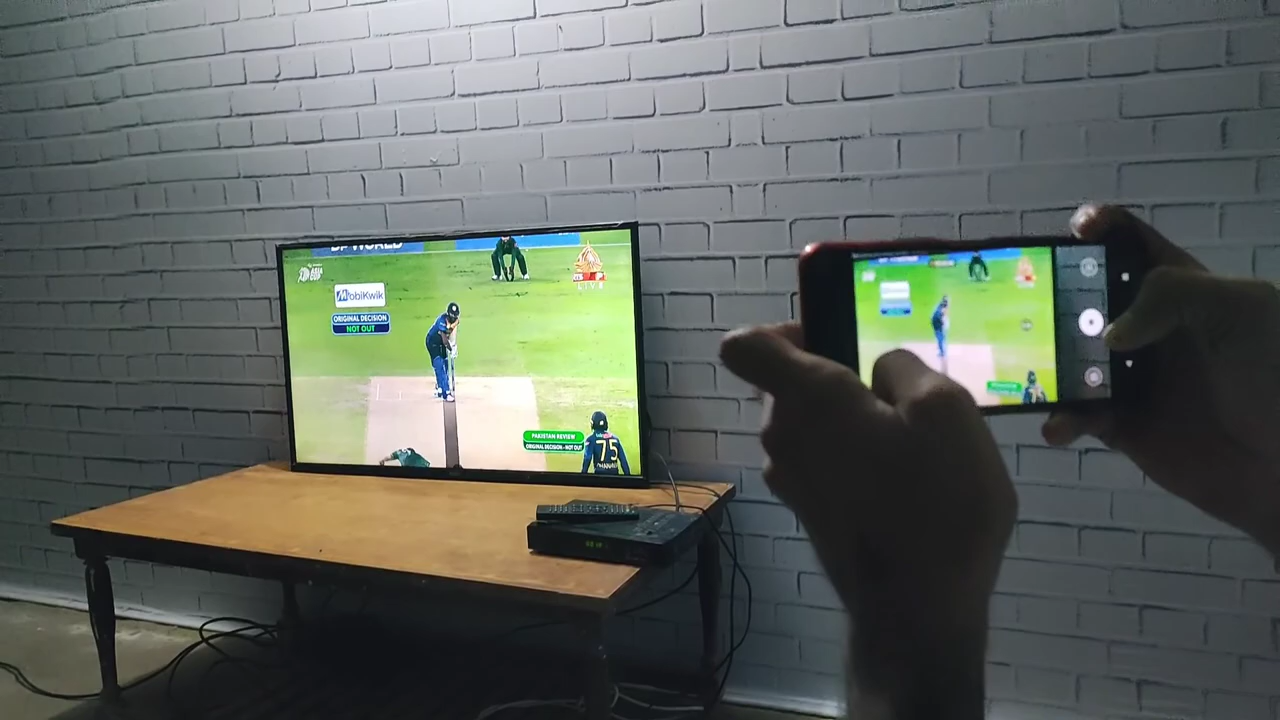 DP WORLD
LIVE
MobiKwik
ORIGINAL DECISION
NOT OUT
PAKISTAN REVIEW
ORIGINAL DECISION - NOT OUT
75